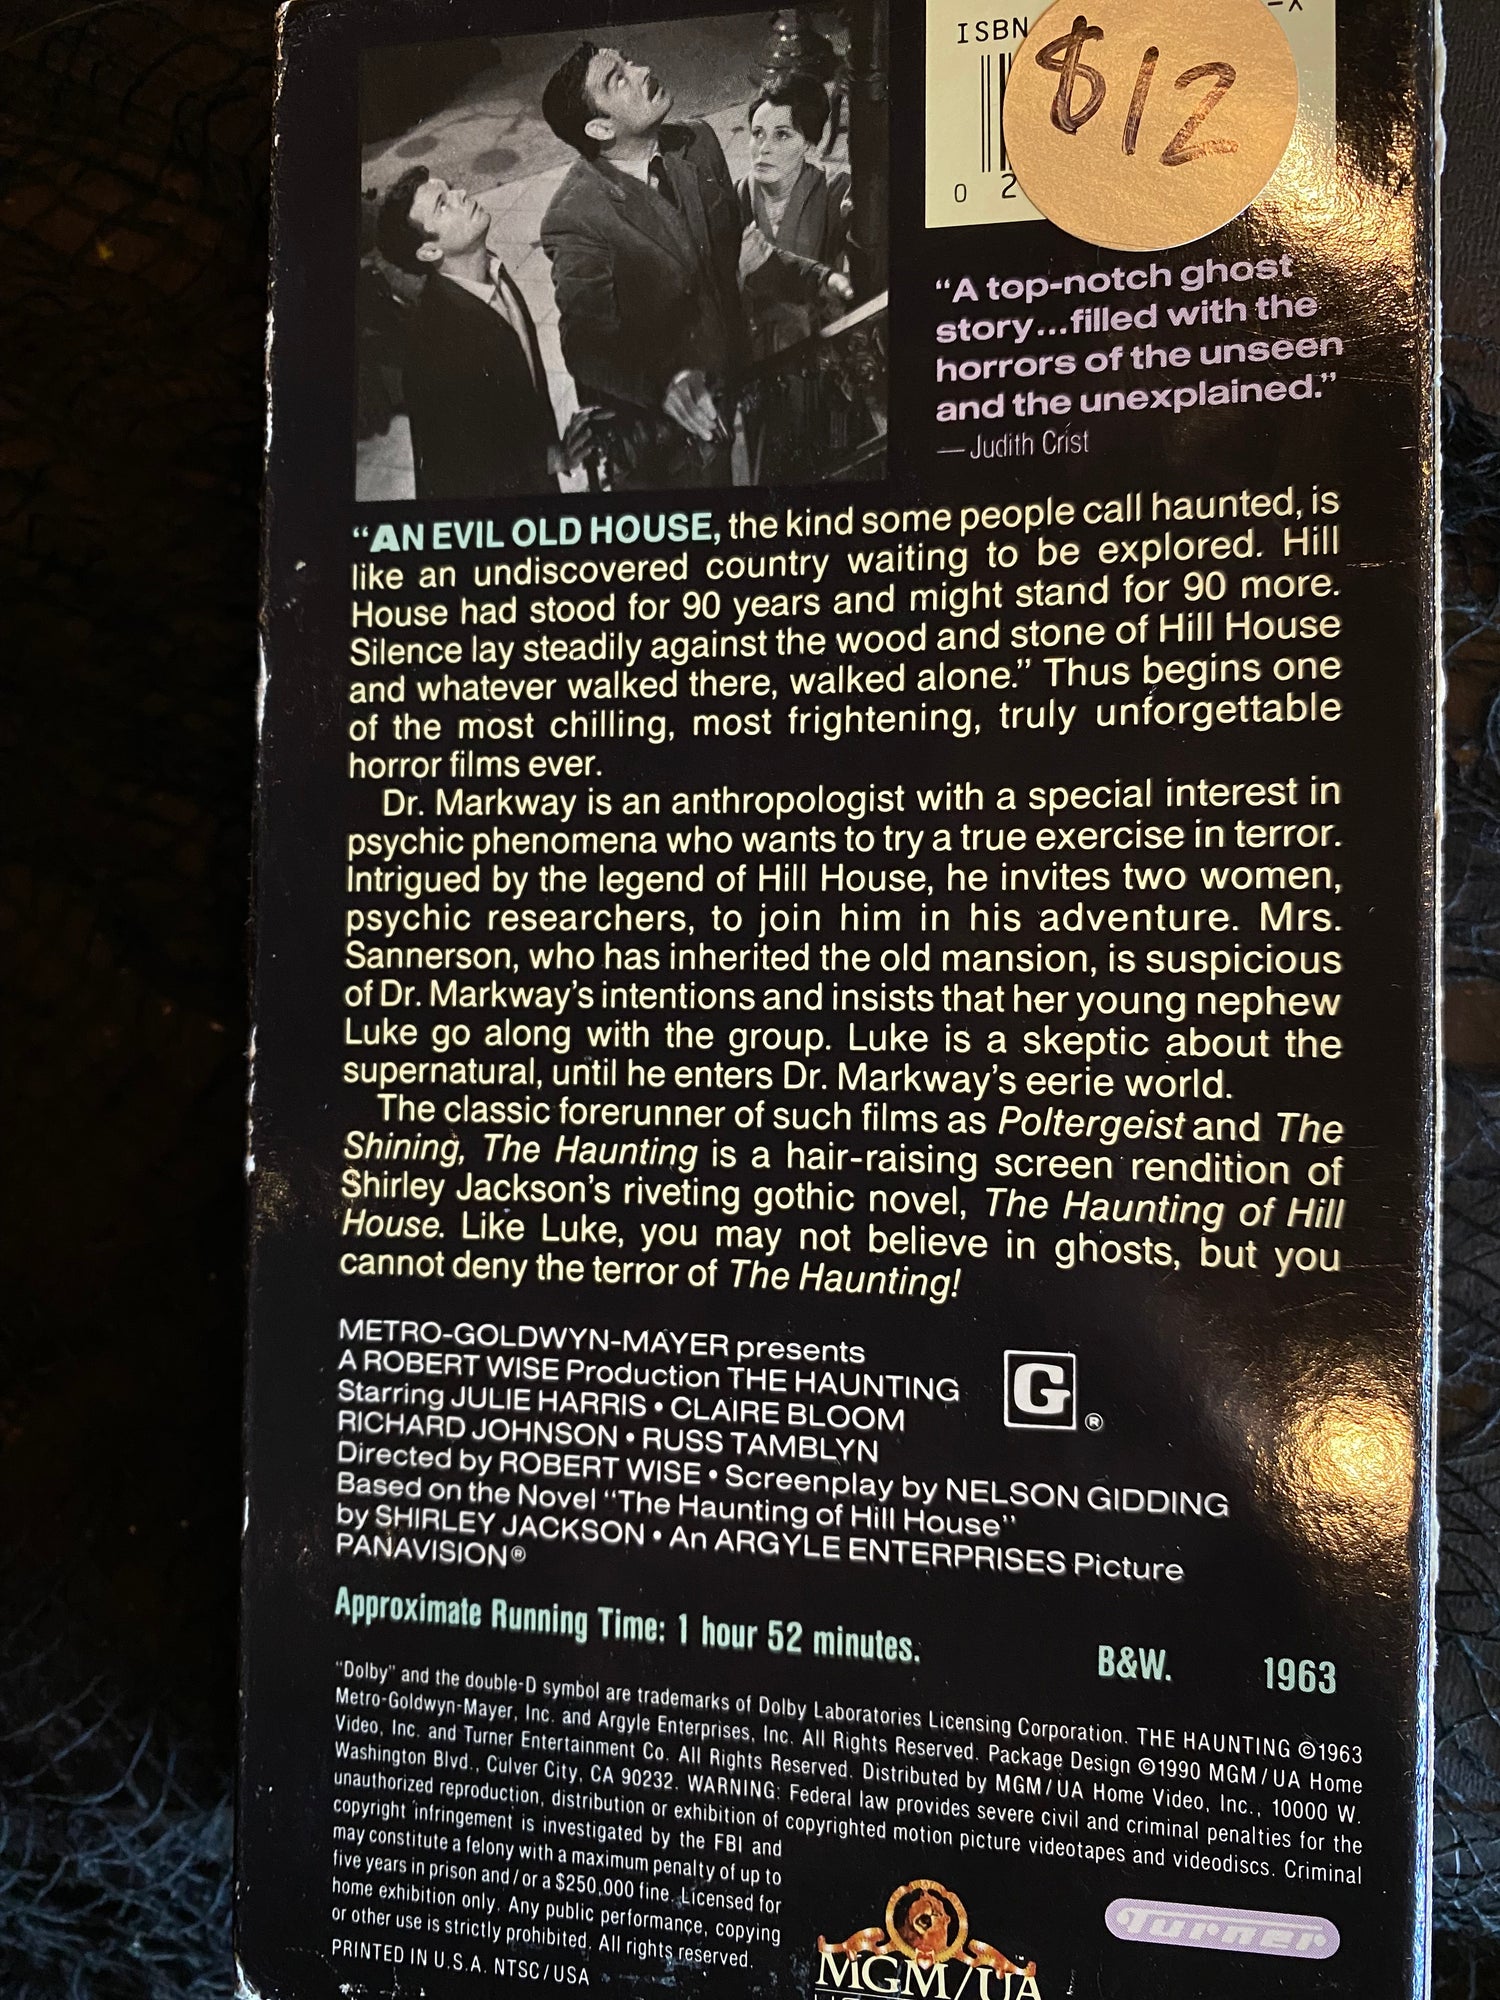 ISBN
-X
$12
0 2
“A top-notch ghost
story...filled with the
horrors of the unseen
and the unexplained.”
— Judith Crist
“AN EVIL OLD HOUSE, the kind some people call haunted, is
like an undiscovered country waiting to be explored. Hill
House had stood for 90 years and might stand for 90 more.
Silence lay steadily against the wood and stone of Hill House
and whatever walked there, walked alone.” Thus begins one
of the most chilling, most frightening, truly unforgettable
horror films ever.
Dr. Markway is an anthropologist with a special interest in
psychic phenomena who wants to try a true exercise in terror.
Intrigued by the legend of Hill House, he invites two women,
psychic researchers, to join him in his adventure. Mrs.
Sannerson, who has inherited the old mansion, is suspicious
of Dr. Markway’s intentions and insists that her young nephew
Luke go along with the group. Luke is a skeptic about the
supernatural, until he enters Dr. Markway’s eerie world.
The classic forerunner of such films as Poltergeist and The
Shining, The Haunting is a hair-raising screen rendition of
Shirley Jackson’s riveting gothic novel, The Haunting of Hill
House. Like Luke, you may not believe in ghosts, but you
cannot deny the terror of The Haunting!
METRO-GOLDWYN-MAYER presents
A ROBERT WISE Production THE HAUNTING
Starring JULIE HARRIS • CLAIRE BLOOM
RICHARD JOHNSON • RUSS TAMBLYN
Directed by ROBERT WISE • Screenplay by NELSON GIDDING
Based on the Novel “The Haunting of Hill House”
by SHIRLEY JACKSON • An ARGYLE ENTERPRISES Picture
PANAVISION®
G ®
Approximate Running Time: 1 hour 52 minutes.
B&W.
1963
“Dolby” and the double-D symbol are trademarks of Dolby Laboratories Licensing Corporation. THE HAUNTING ©1963
Metro-Goldwyn-Mayer, Inc. and Argyle Enterprises, Inc. All Rights Reserved. Package Design ©1990 MGM/UA Home
Video, Inc. and Turner Entertainment Co. All Rights Reserved. Distributed by MGM/UA Home Video, Inc., 10000 W.
Washington Blvd., Culver City, CA 90232. WARNING: Federal law provides severe civil and criminal penalties for the
unauthorized reproduction, distribution or exhibition of copyrighted motion picture videotapes and videodiscs. Criminal
copyright infringement is investigated by the FBI and
may constitute a felony with a maximum penalty of up to
five years in prison and/or a $250,000 fine. Licensed for
home exhibition only. Any public performance, copying
or other use is strictly prohibited. All rights reserved.
PRINTED IN U.S.A. NTSC/USA
MGM/UA
Turner